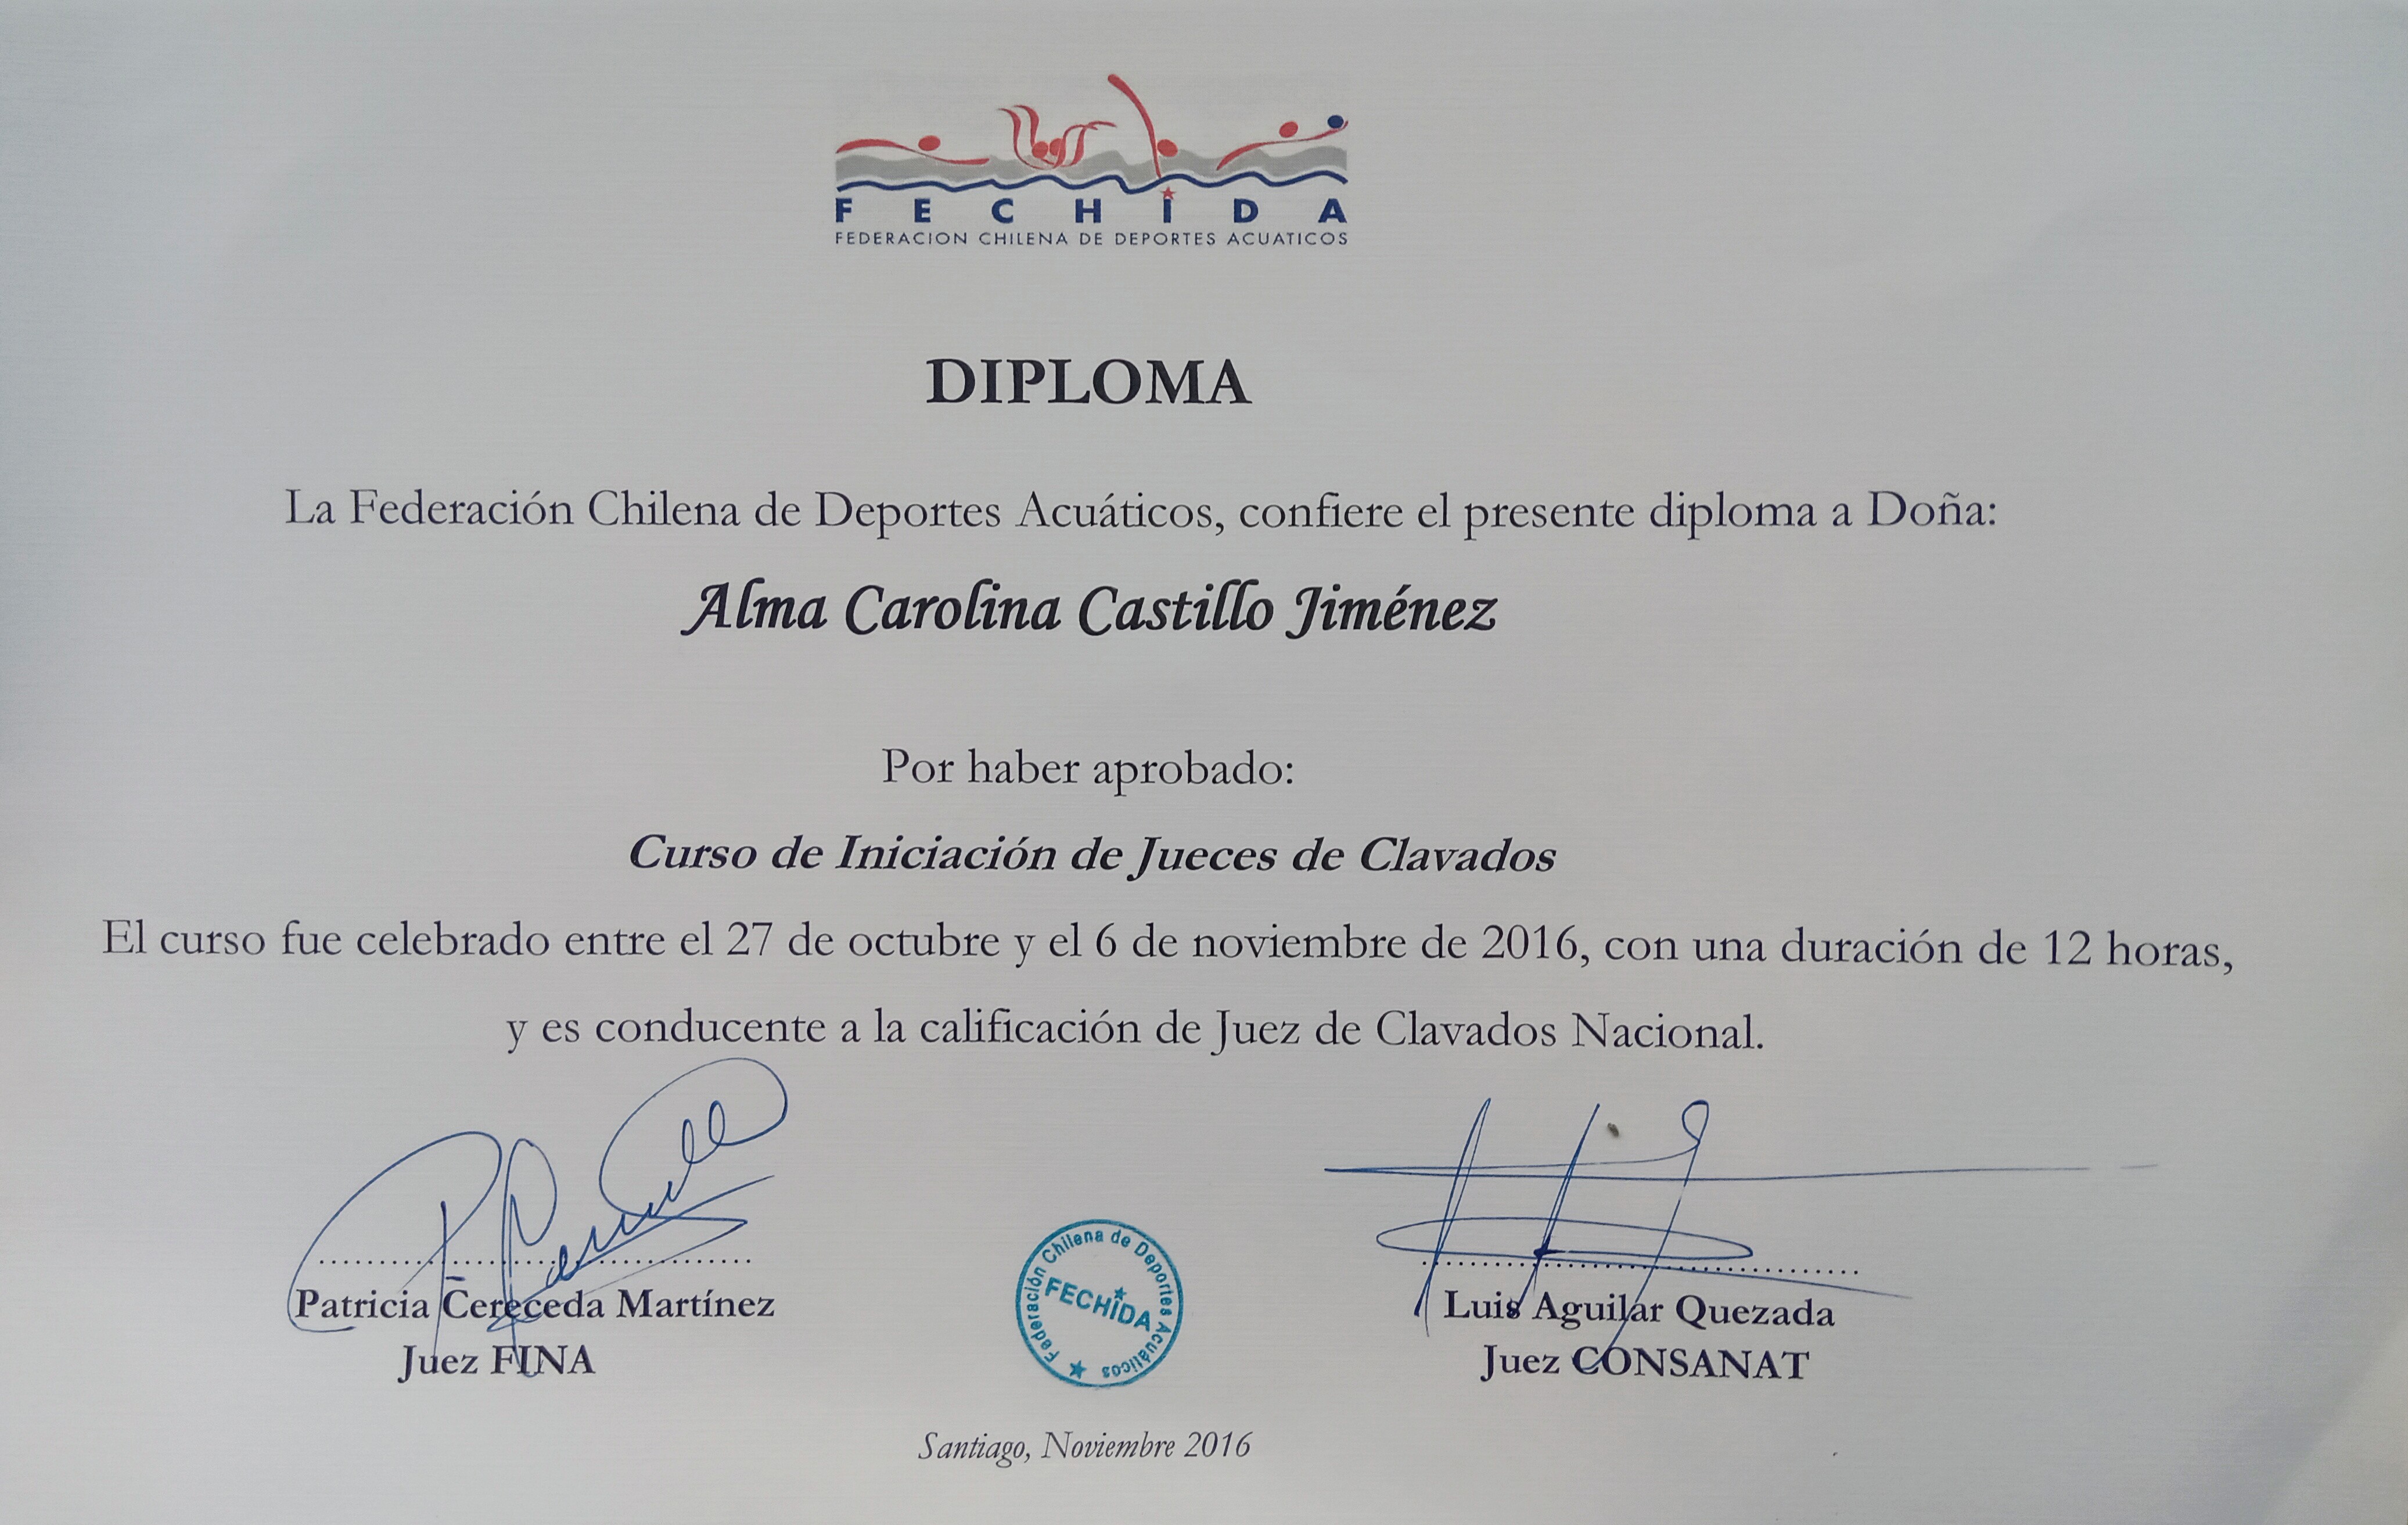 FECHIDA
FEDERACION CHILENA DE DEPORTES ACUATICOS
DIPLOMA
La Federación Chilena de Deportes Acuáticos, confiere el presente diploma a Doña:
Alma Carolina Castillo Jiménez
Por haber aprobado:
Curso de Iniciación de Jueces de Clavados
El curso fue celebrado entre el 27 de octubre y el 6 de noviembre de 2016, con una duración de 12 horas,
y es conducente a la calificación de Juez de Clavados Nacional.
Patricia Cereceda Martínez
Juez FINA
Federación Chilena de Deportes Acuáticos
FECHIDA
Luis Aguilar Quezada
Juez CONSANAT
Santiago, Noviembre 2016